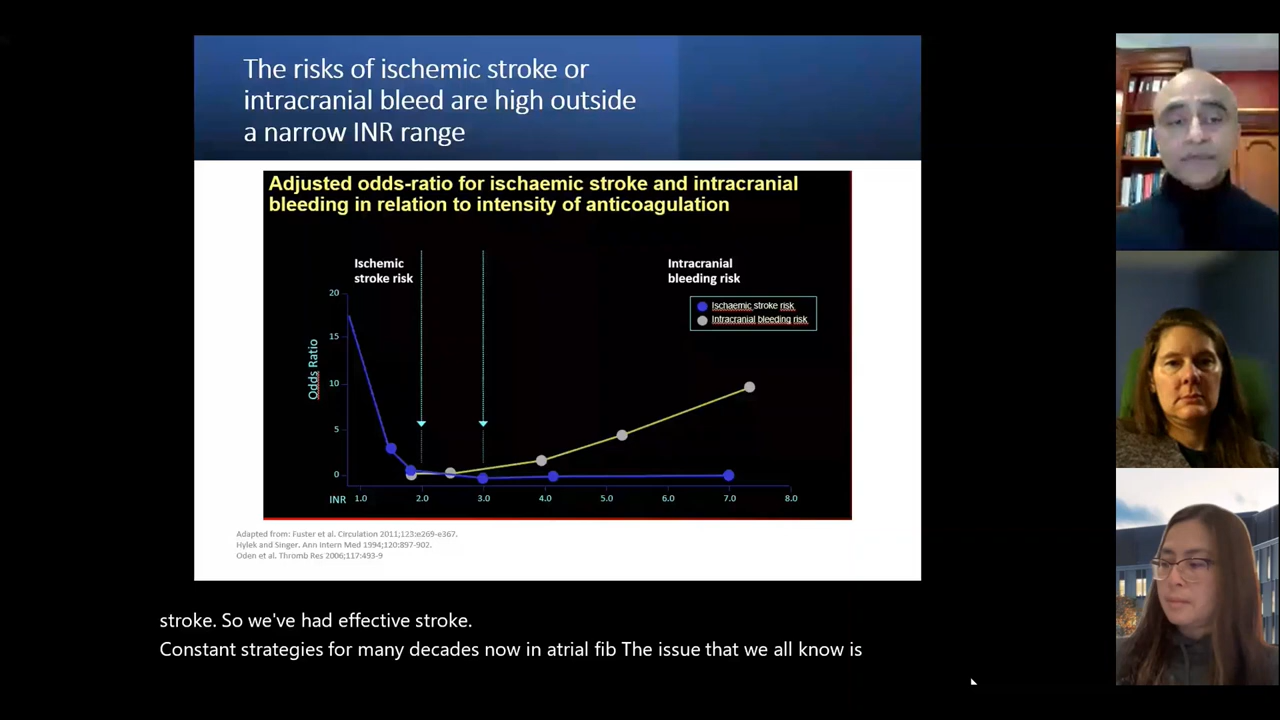 The risks of ischemic stroke or
intracranial bleed are high outside
a narrow INR range
Adjusted odds-ratio for ischaemic stroke and intracranial
bleeding in relation to intensity of anticoagulation
Ischemic
stroke risk
Intracranial
bleeding risk
Ischaemic stroke risk
Intracranial bleeding risk
Odds Ratio
20
15
10
5
0
INR 1.0 2.0 3.0 4.0 5.0 6.0 7.0 8.0
Adapted from: Fuster et al. Circulation 2011;123:e269-e367.
Hylek and Singer. Ann Intern Med 1994;120:897-902.
Oden et al. Thromb Res 2006;117:493-9
stroke. So we've had effective stroke.
Constant strategies for many decades now in atrial fib The issue that we all know is